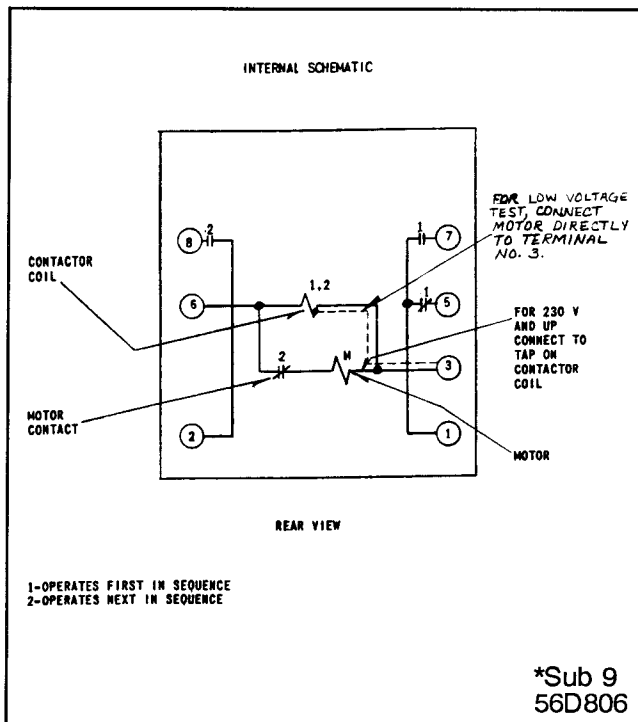 INTERNAL SCHEMATIC
FOR LOW VOLTAGE
TEST, CONNECT
MOTOR DIRECTLY
TO TERMINAL
NO. 3.
8
2
1
7
CONTACTOR
COIL
6
1,2
1
5
FOR 230 V
AND UP
CONNECT TO
TAP ON
CONTACTOR
COIL
2
M
3
MOTOR
CONTACT
2
1
MOTOR
REAR VIEW
1-OPERATES FIRST IN SEQUENCE
2-OPERATES NEXT IN SEQUENCE
*Sub 9
56D806